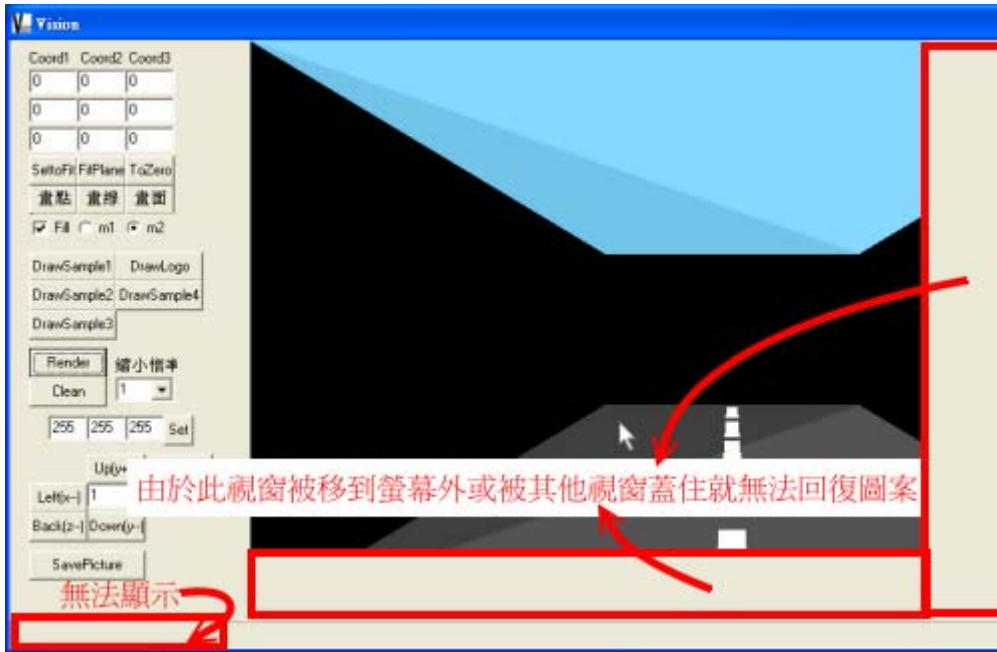 Vision
Coord1 Coord2 Coord3
0 0 0
0 0 0
0 0 0
SettoFit FitPlane ToZero
畫點 畫線 畫面
Fill m1 m2
DrawSample1 DrawLogo
DrawSample2 DrawSample4
DrawSample3
Render 縮小倍率
Clean 1
255 255 255 Set
Up(y+
Left(x-) 1
由於此視窗被移到螢幕外或被其他視窗蓋住就無法回復圖案
Back(z-) Down(y-)
SavePicture
無法顯示